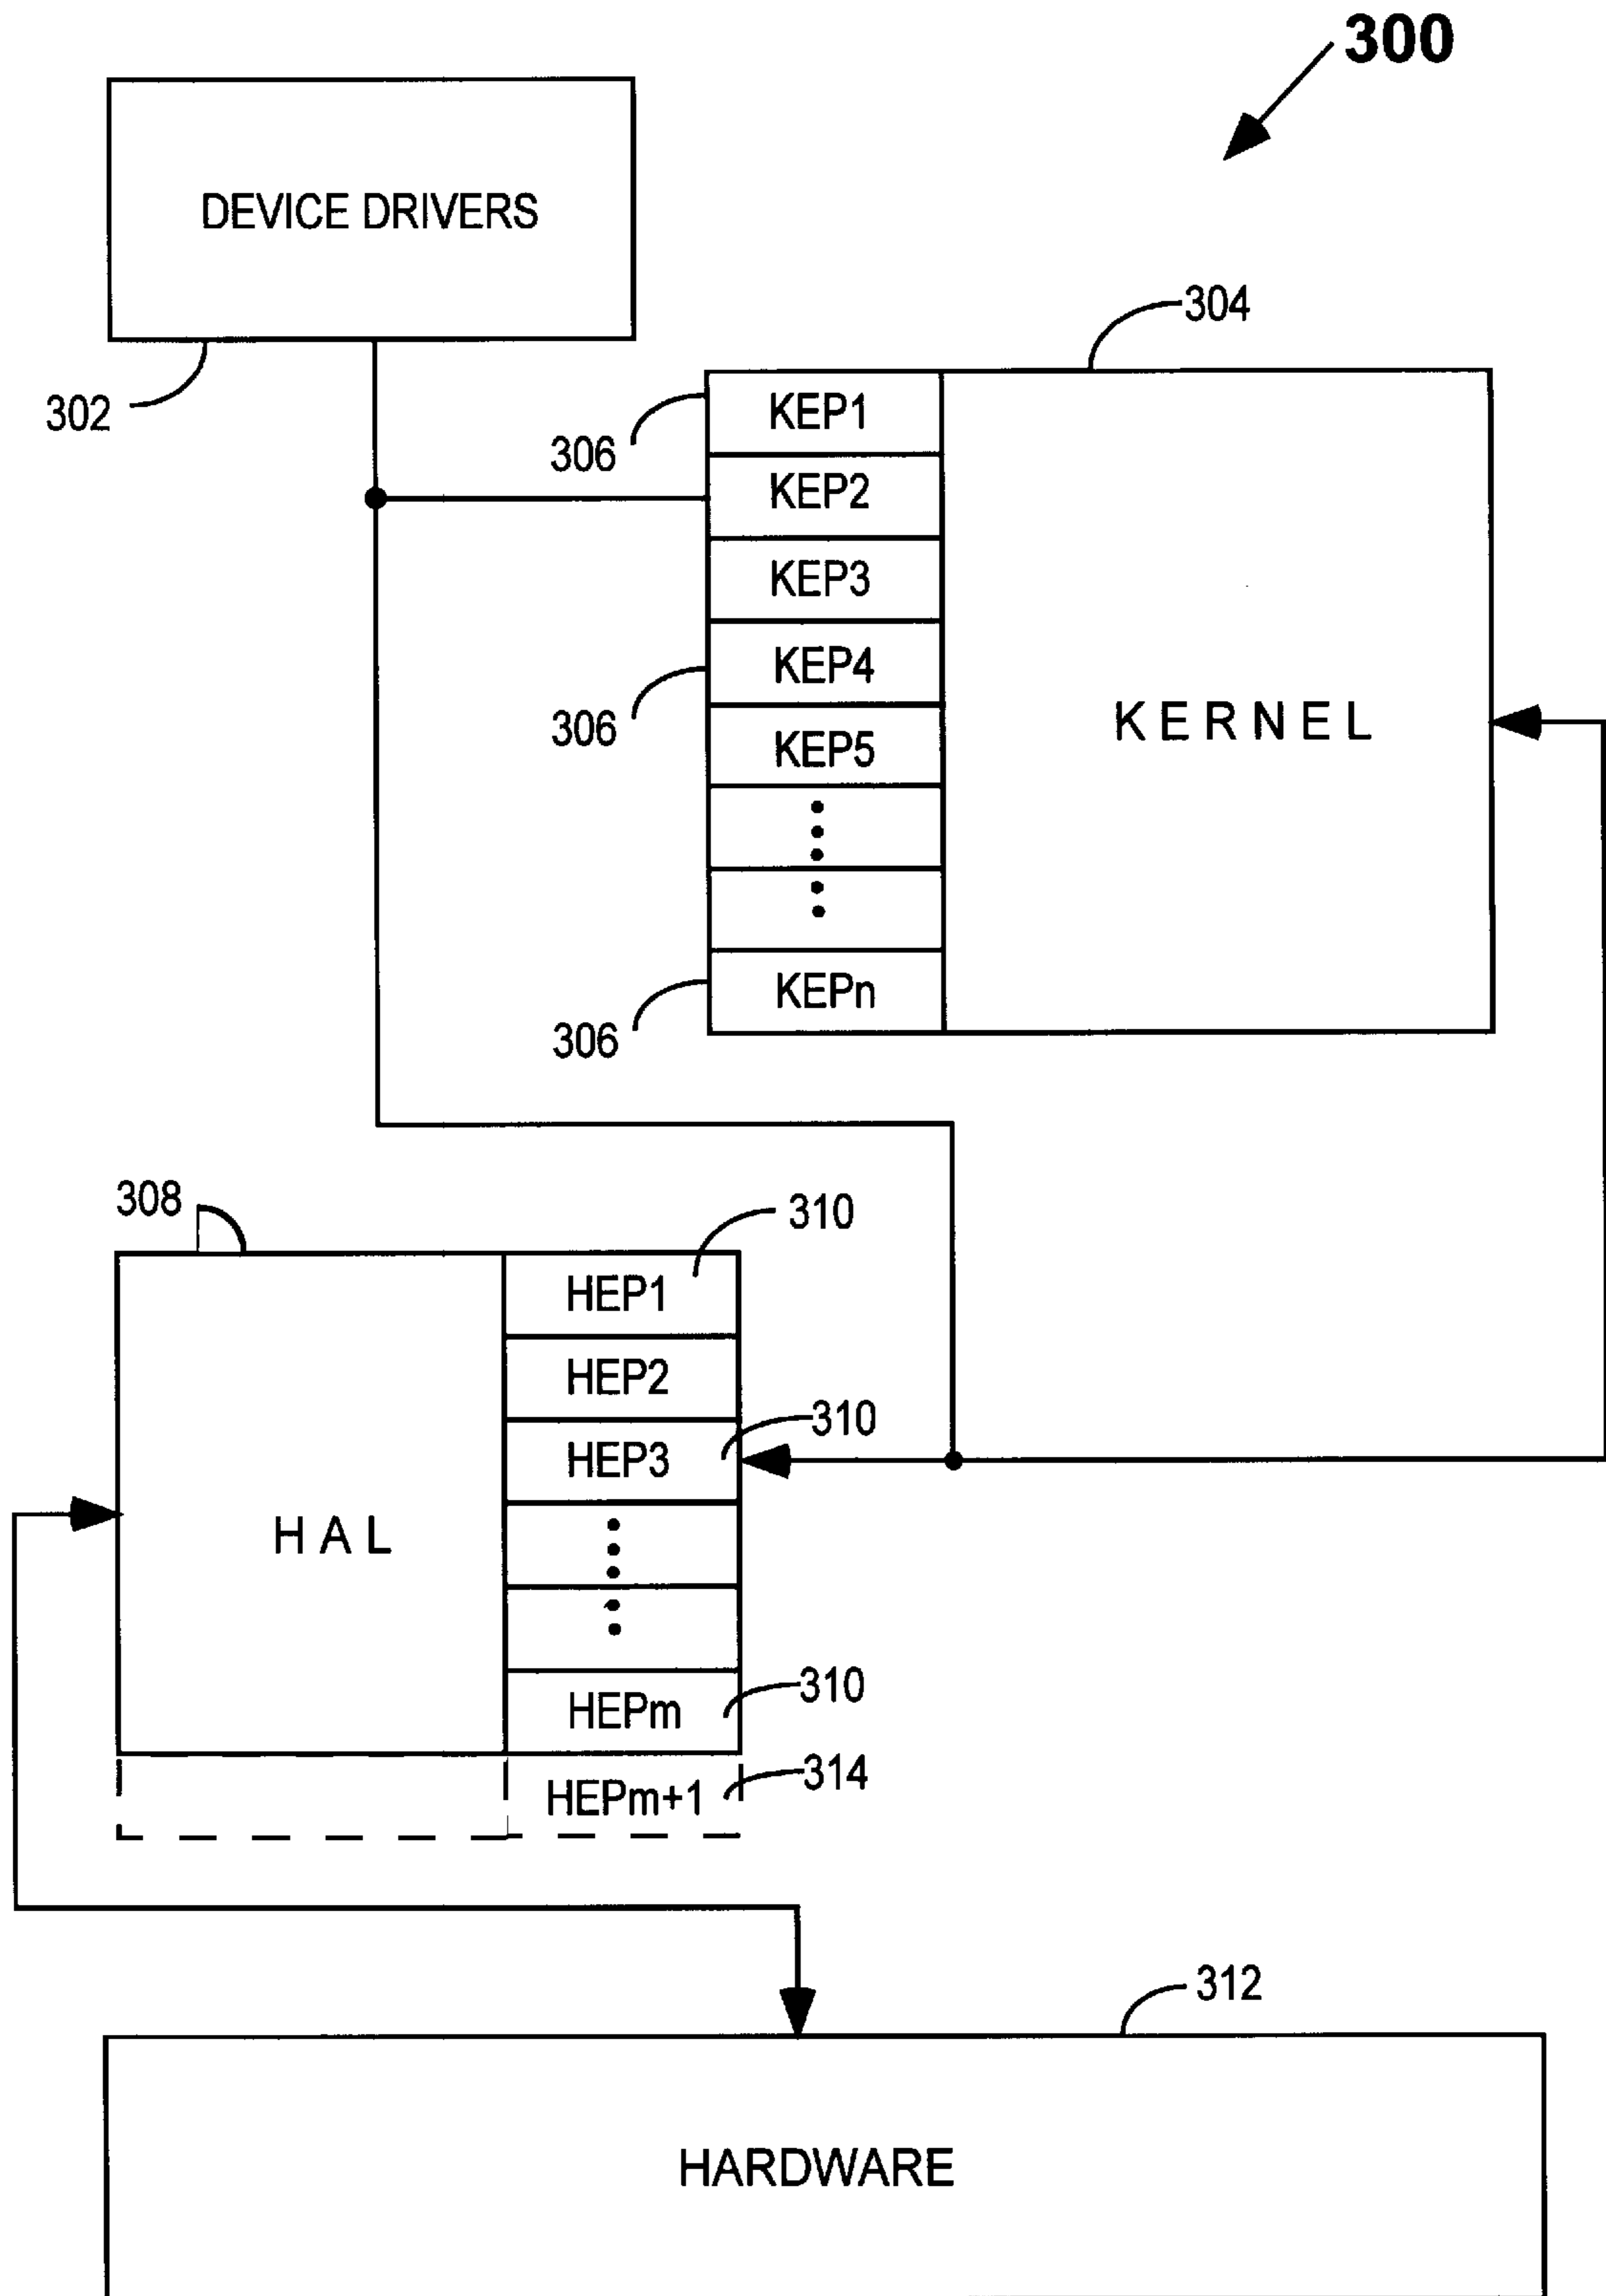 300
DEVICE DRIVERS
302
304
306
KEP1
KEP2
KEP3
KEP4
306
KEP5
KERNEL
KEPn
306
308
310
HEP1
HEP2
310
HEP3
HAL
310
HEPm
314
HEPm+1
312
HARDWARE